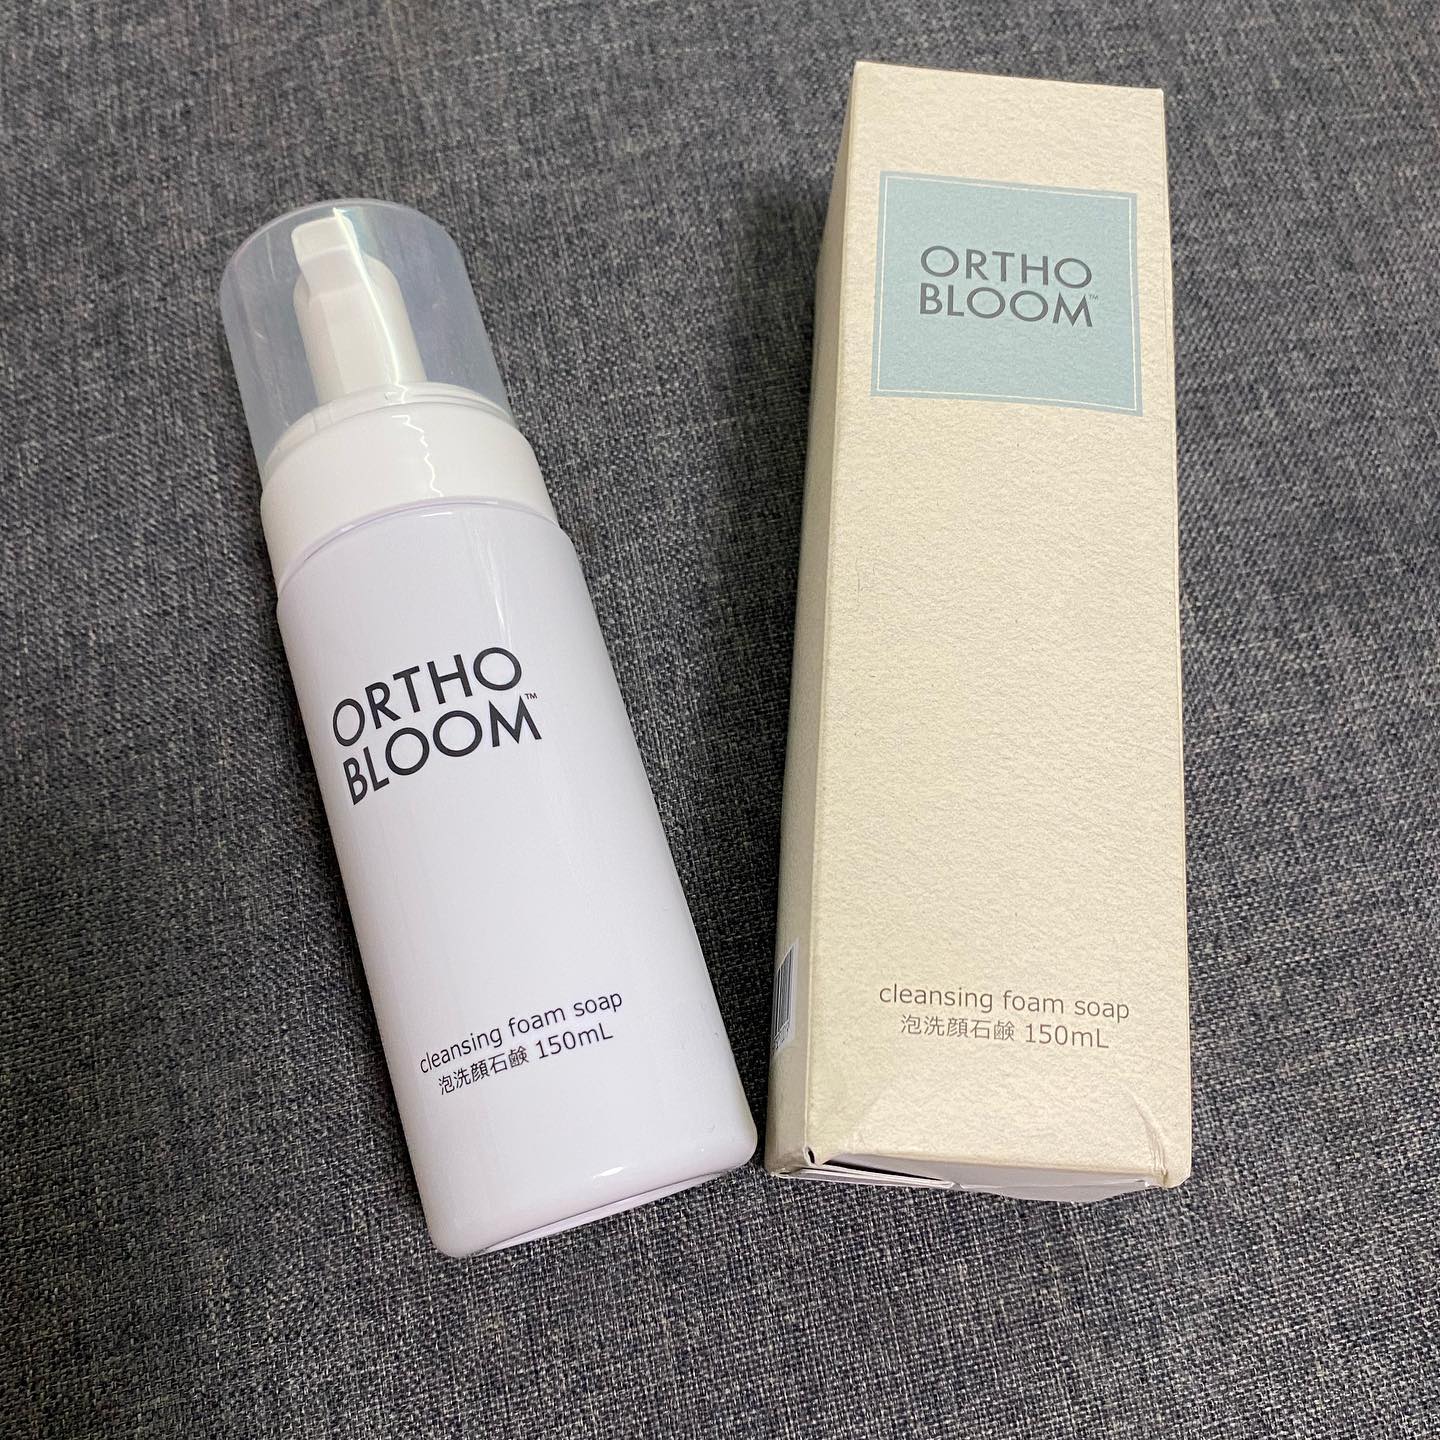 ORTHO
BLOOM™
cleansing foam soap
泡洗顔石鹸 150mL
ORTHO
BLOOM™
cleansing foam soap
泡洗顔石鹸 150mL